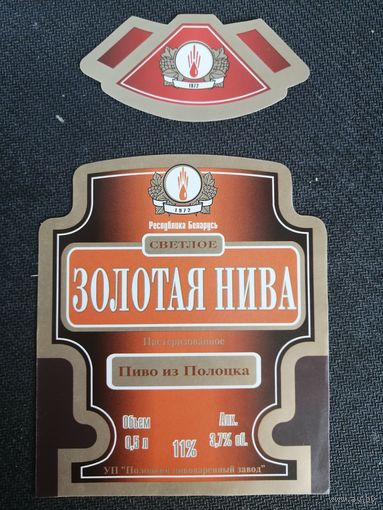 1972
1972
Республика Беларусь
СВЕТЛОЕ
ЗОЛОТАЯ НИВА
Пастеризованное
Пиво из Полоцка
Объем
0,5 л
11%
Алк.
3,7% об.
УП "Полоцкий пивоваренный завод"